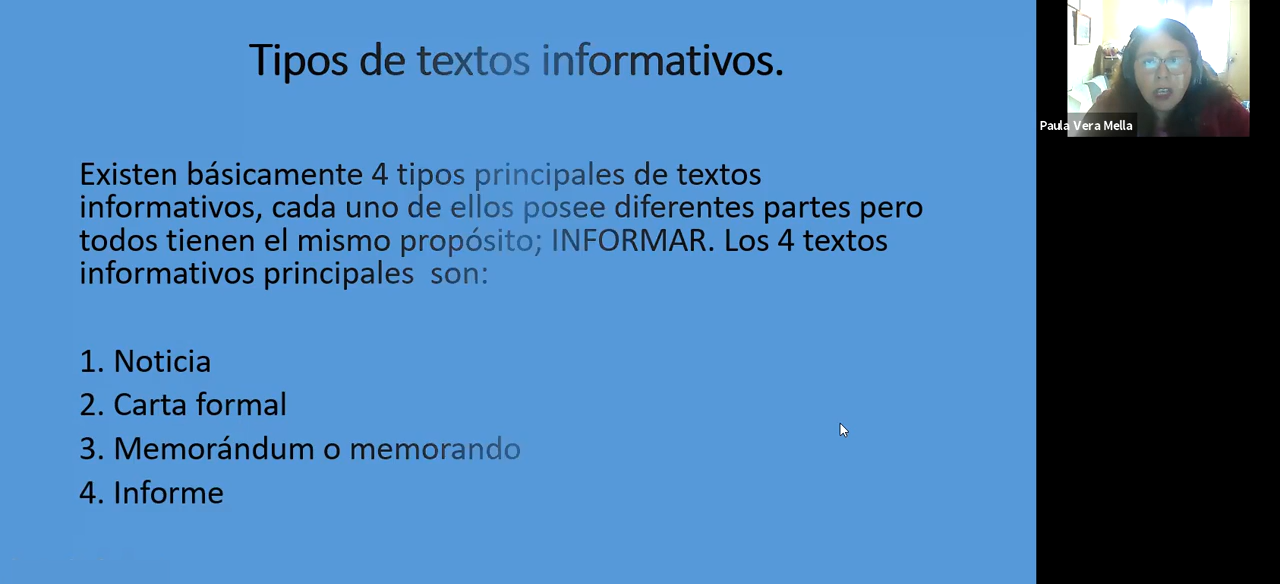 Tipos de textos informativos.
Existen básicamente 4 tipos principales de textos
informativos, cada uno de ellos posee diferentes partes pero
todos tienen el mismo propósito; INFORMAR. Los 4 textos
informativos principales  son:
1. Noticia
2. Carta formal
3. Memorándum o memorando
4. Informe
Paula Vera Mella